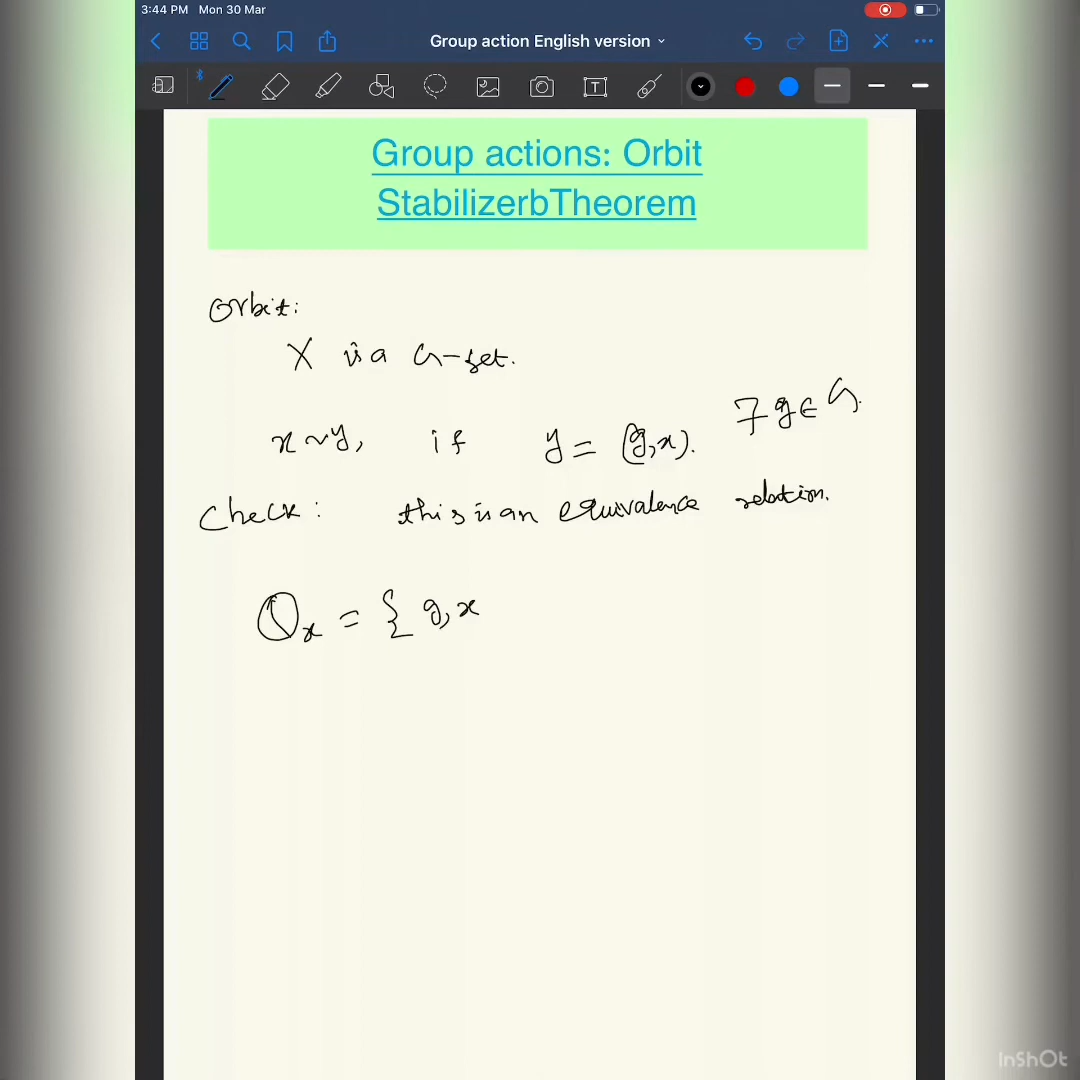 3:44 PM Mon 30 Mar
Group action English version
Group actions: Orbit
StabilizerbTheorem
Orbit:
X is a G-set.
x ~ y, if y = (g,x). ∃ g ∈ G.
Check: this is an equivalence relation.
O_x = { g,x
InShOt